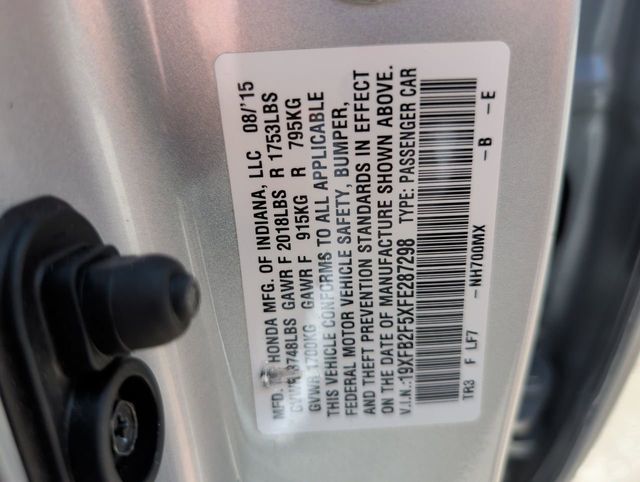 MFD. HONDA MFG. OF INDIANA, LLC 08/'15
GVWR 3748LBS GAWR F 2018LBS R 1753LBS
GVWR 1700KG GAWR F 915KG R 795KG
THIS VEHICLE CONFORMS TO ALL APPLICABLE
FEDERAL MOTOR VEHICLE SAFETY, BUMPER,
AND THEFT PREVENTION STANDARDS IN EFFECT
ON THE DATE OF MANUFACTURE SHOWN ABOVE.
V.I.N.:19XFB2F5XFE287298 TYPE: PASSENGER CAR
TR3 F LF7 - NH700MX - B - E